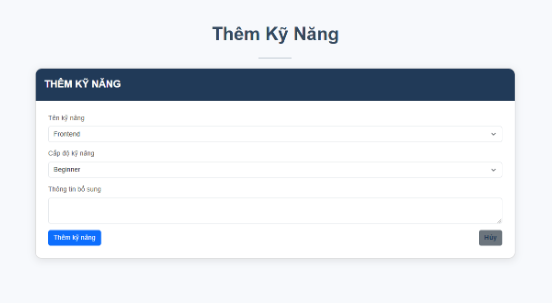 Thêm Kỹ Năng
THÊM KỸ NĂNG
Tên kỹ năng
Frontend
Cấp độ kỹ năng
Beginner
Thông tin bổ sung
Thêm kỹ năng
Hủy